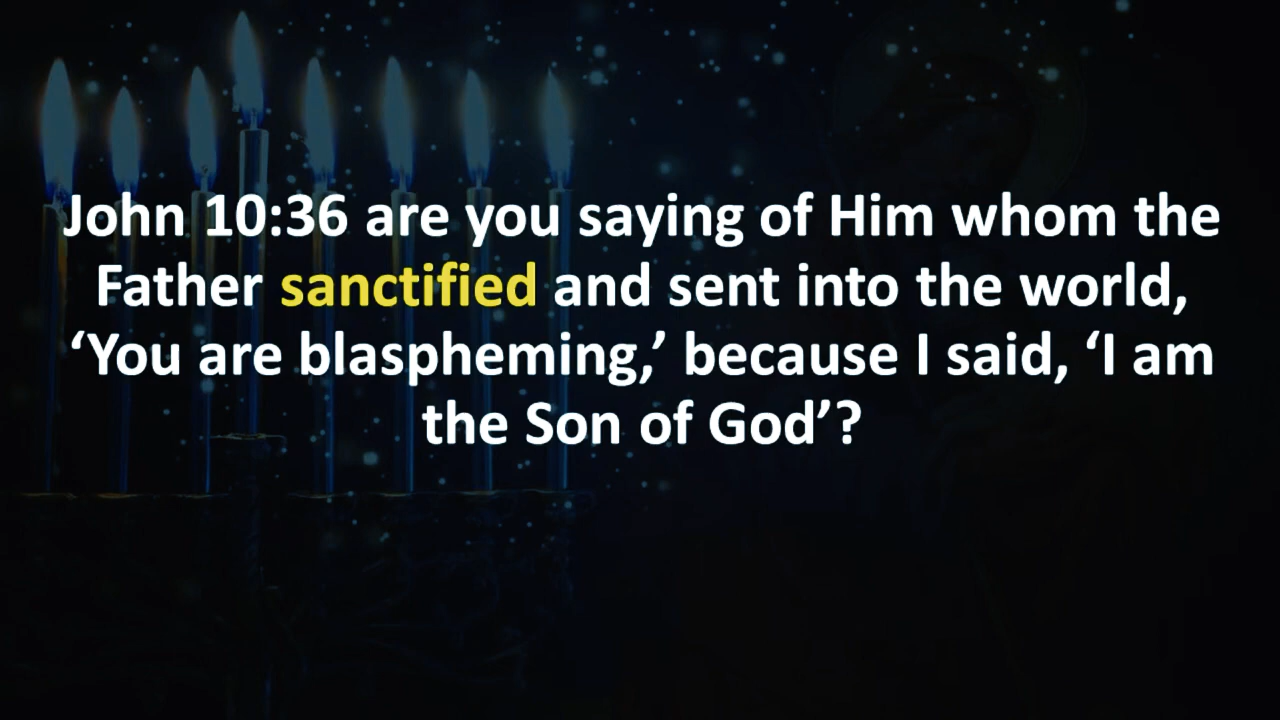 John 10:36 are you saying of Him whom the
Father sanctified and sent into the world,
‘You are blaspheming,’ because I said, ‘I am
the Son of God’?